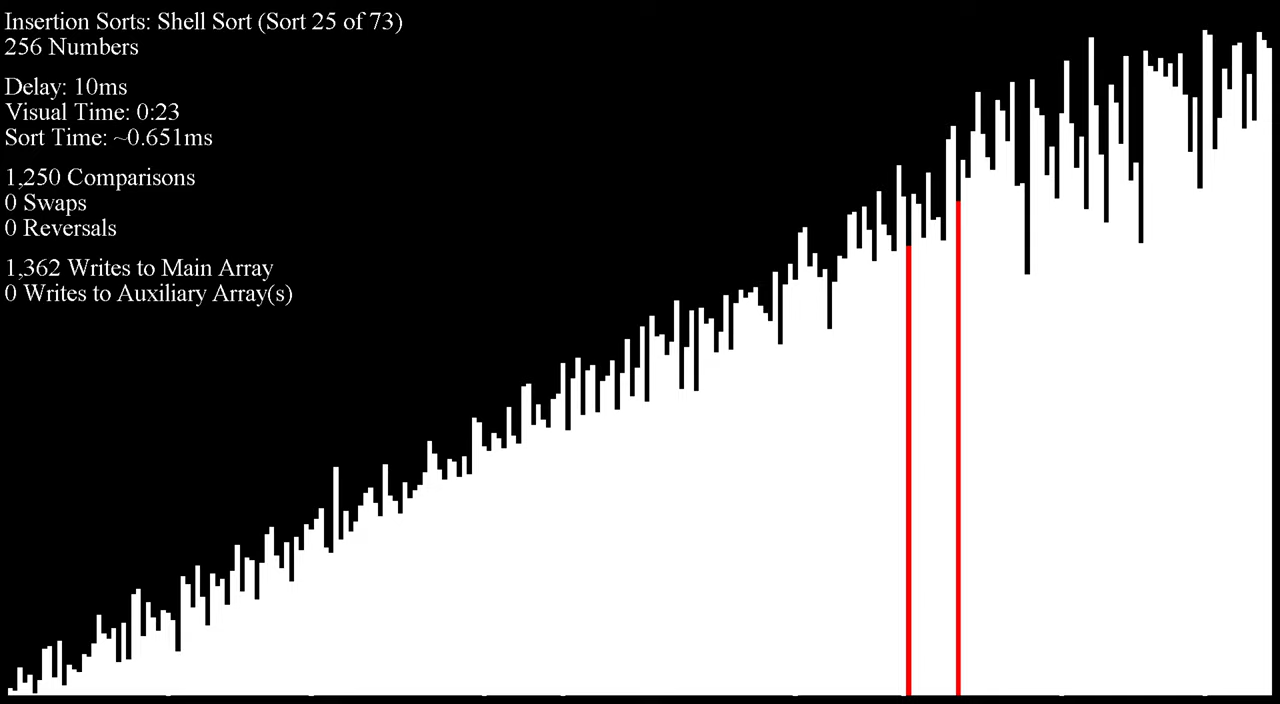 Insertion Sorts: Shell Sort (Sort 25 of 73)
256 Numbers
Delay: 10ms
Visual Time: 0:23
Sort Time: ~0.651ms
1,250 Comparisons
0 Swaps
0 Reversals
1,362 Writes to Main Array
0 Writes to Auxiliary Array(s)